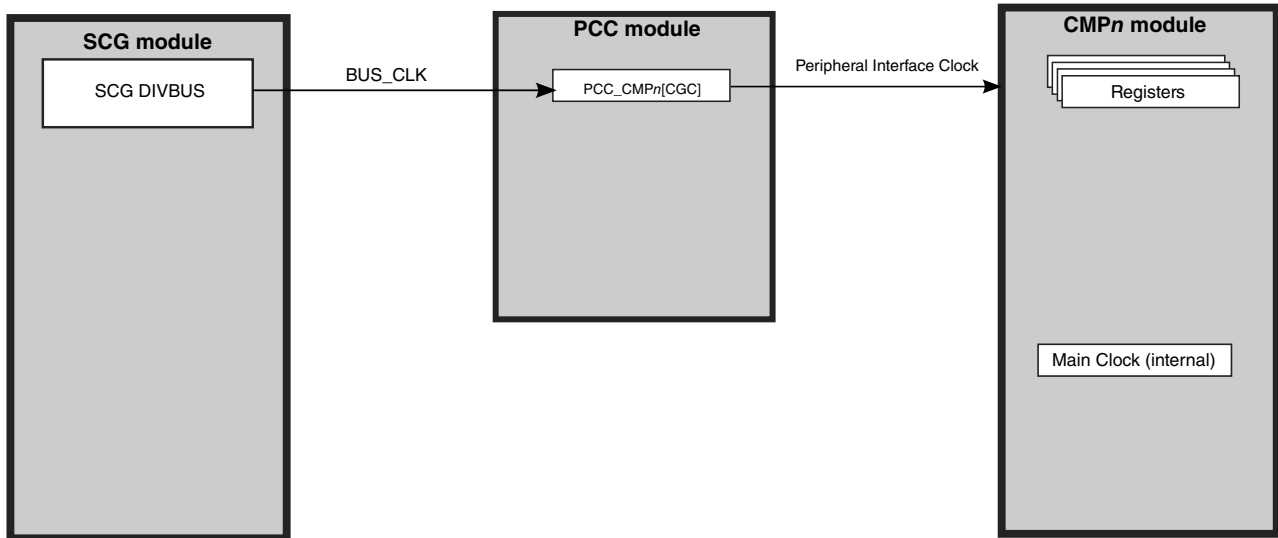 SCG module
PCC module
CMPn module
SCG DIVBUS
BUS_CLK
PCC_CMPn[CGC]
Peripheral Interface Clock
Registers
Main Clock (internal)